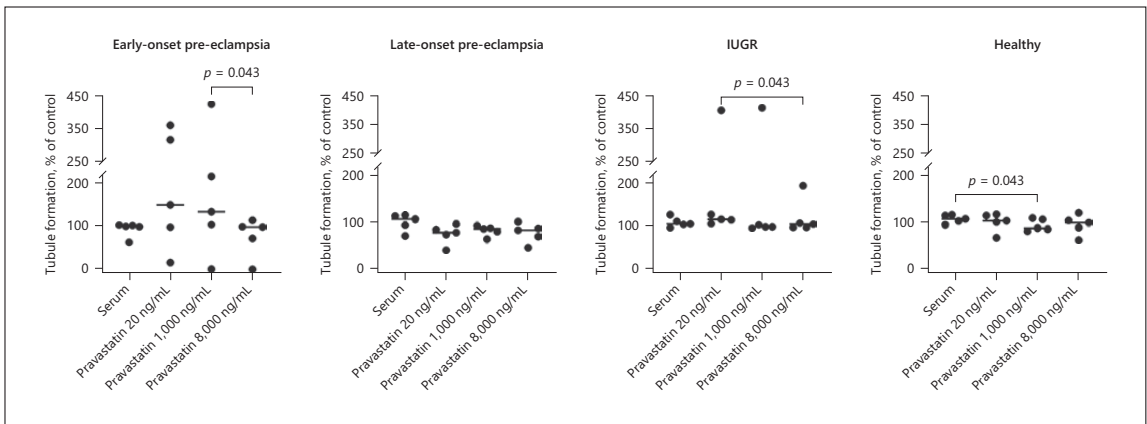 Early-onset pre-eclampsia
Tubule formation, % of control
450
350
250
200
100
0
p = 0.043
Serum
Pravastatin 20 ng/mL
Pravastatin 1,000 ng/mL
Pravastatin 8,000 ng/mL
Late-onset pre-eclampsia
Tubule formation, % of control
450
350
250
200
100
0
Serum
Pravastatin 20 ng/mL
Pravastatin 1,000 ng/mL
Pravastatin 8,000 ng/mL
IUGR
Tubule formation, % of control
450
350
250
200
100
0
p = 0.043
Serum
Pravastatin 20 ng/mL
Pravastatin 1,000 ng/mL
Pravastatin 8,000 ng/mL
Healthy
Tubule formation, % of control
450
350
250
200
100
0
p = 0.043
Serum
Pravastatin 20 ng/mL
Pravastatin 1,000 ng/mL
Pravastatin 8,000 ng/mL